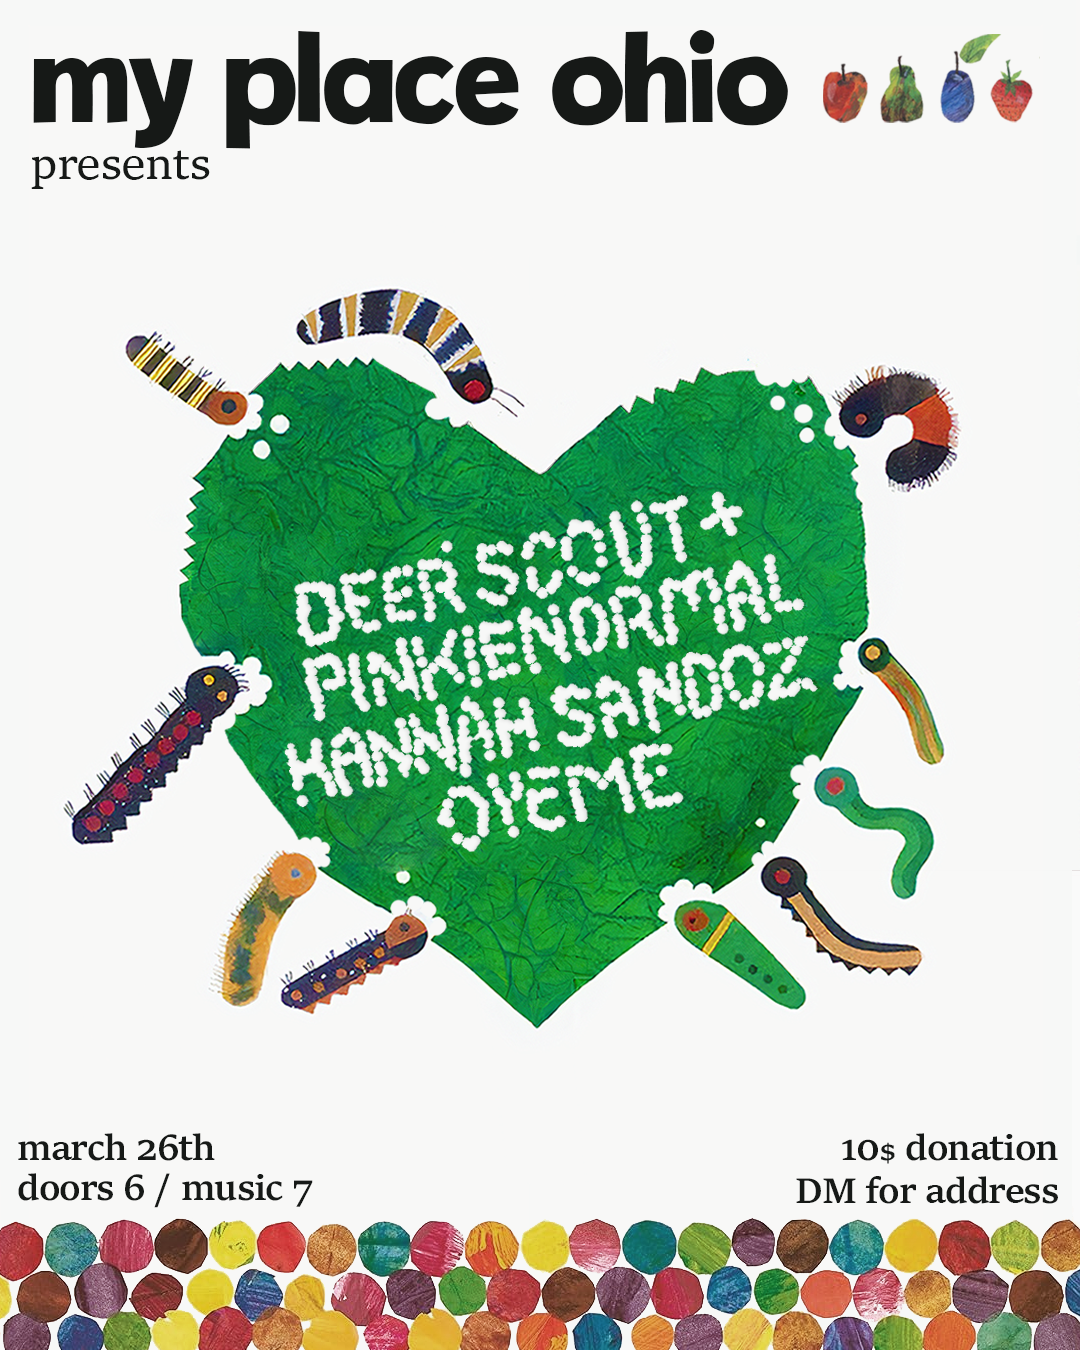 my place ohio
presents
DEER SCOUT +
PINKIENORMAL
HANNAH SANDOZ
OYEME
march 26th
doors 6 / music 7
10$ donation
DM for address